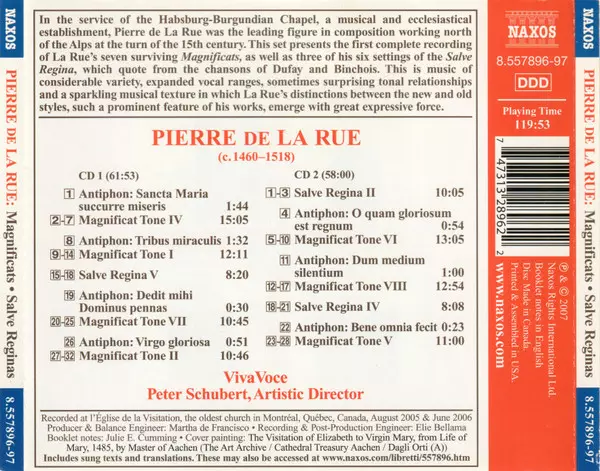 NAXOS
PIERRE DE LA RUE: Magnificats • Salve Reginas
8.557896-97
In the service of the Habsburg-Burgundian Chapel, a musical and ecclesiastical
establishment, Pierre de La Rue was the leading figure in composition working north
of the Alps at the turn of the 15th century. This set presents the first complete recording
of La Rue's seven surviving Magnificats, as well as three of his six settings of the Salve
Regina, which quote from the chansons of Dufay and Binchois. This is music of
considerable variety, expanded vocal ranges, sometimes surprising tonal relationships
and a sparkling musical texture in which La Rue's distinctions between the new and old
styles, such a prominent feature of his works, emerge with great expressive force.
PIERRE DE LA RUE
(c.1460–1518)
CD 1 (61:53)
1 Antiphon: Sancta Maria
succurre miseris 1:44
2-7 Magnificat Tone IV 15:05
8 Antiphon: Tribus miraculis 1:32
9-14 Magnificat Tone I 12:11
15-18 Salve Regina V 8:20
19 Antiphon: Dedit mihi
Dominus pennas 0:30
20-25 Magnificat Tone VII 10:45
26 Antiphon: Virgo gloriosa 0:51
27-32 Magnificat Tone II 10:46
CD 2 (58:00)
1-3 Salve Regina II 10:05
4 Antiphon: O quam gloriosum
est regnum 0:54
5-10 Magnificat Tone VI 13:05
11 Antiphon: Dum medium
silentium 1:00
12-17 Magnificat Tone VIII 12:54
18-21 Salve Regina IV 8:08
22 Antiphon: Bene omnia fecit 0:23
23-28 Magnificat Tone V 11:00
VivaVoce
Peter Schubert, Artistic Director
Recorded at l'Église de la Visitation, the oldest church in Montréal, Québec, Canada, August 2005 & June 2006
Producer & Balance Engineer: Martha de Francisco • Recording & Post-Production Engineer: Elie Bellama
Booklet notes: Julie E. Cumming • Cover painting: The Visitation of Elizabeth to Virgin Mary, from Life of
Mary, 1485, by Master of Aachen (The Art Archive / Cathedral Treasury Aachen / Dagli Orti (A))
Includes sung texts and translations. These may also be accessed at www.naxos.com/libretti/557896.htm
NAXOS
8.557896-97
DDD
Playing Time
119:53
7 47313 28962 7
www.naxos.com
℗ & © 2007
Naxos Rights International Ltd.
Booklet notes in English
Disc Made in Canada.
Printed & Assembled in USA.
NAXOS
PIERRE DE LA RUE: Magnificats • Salve Reginas
8.557896-97